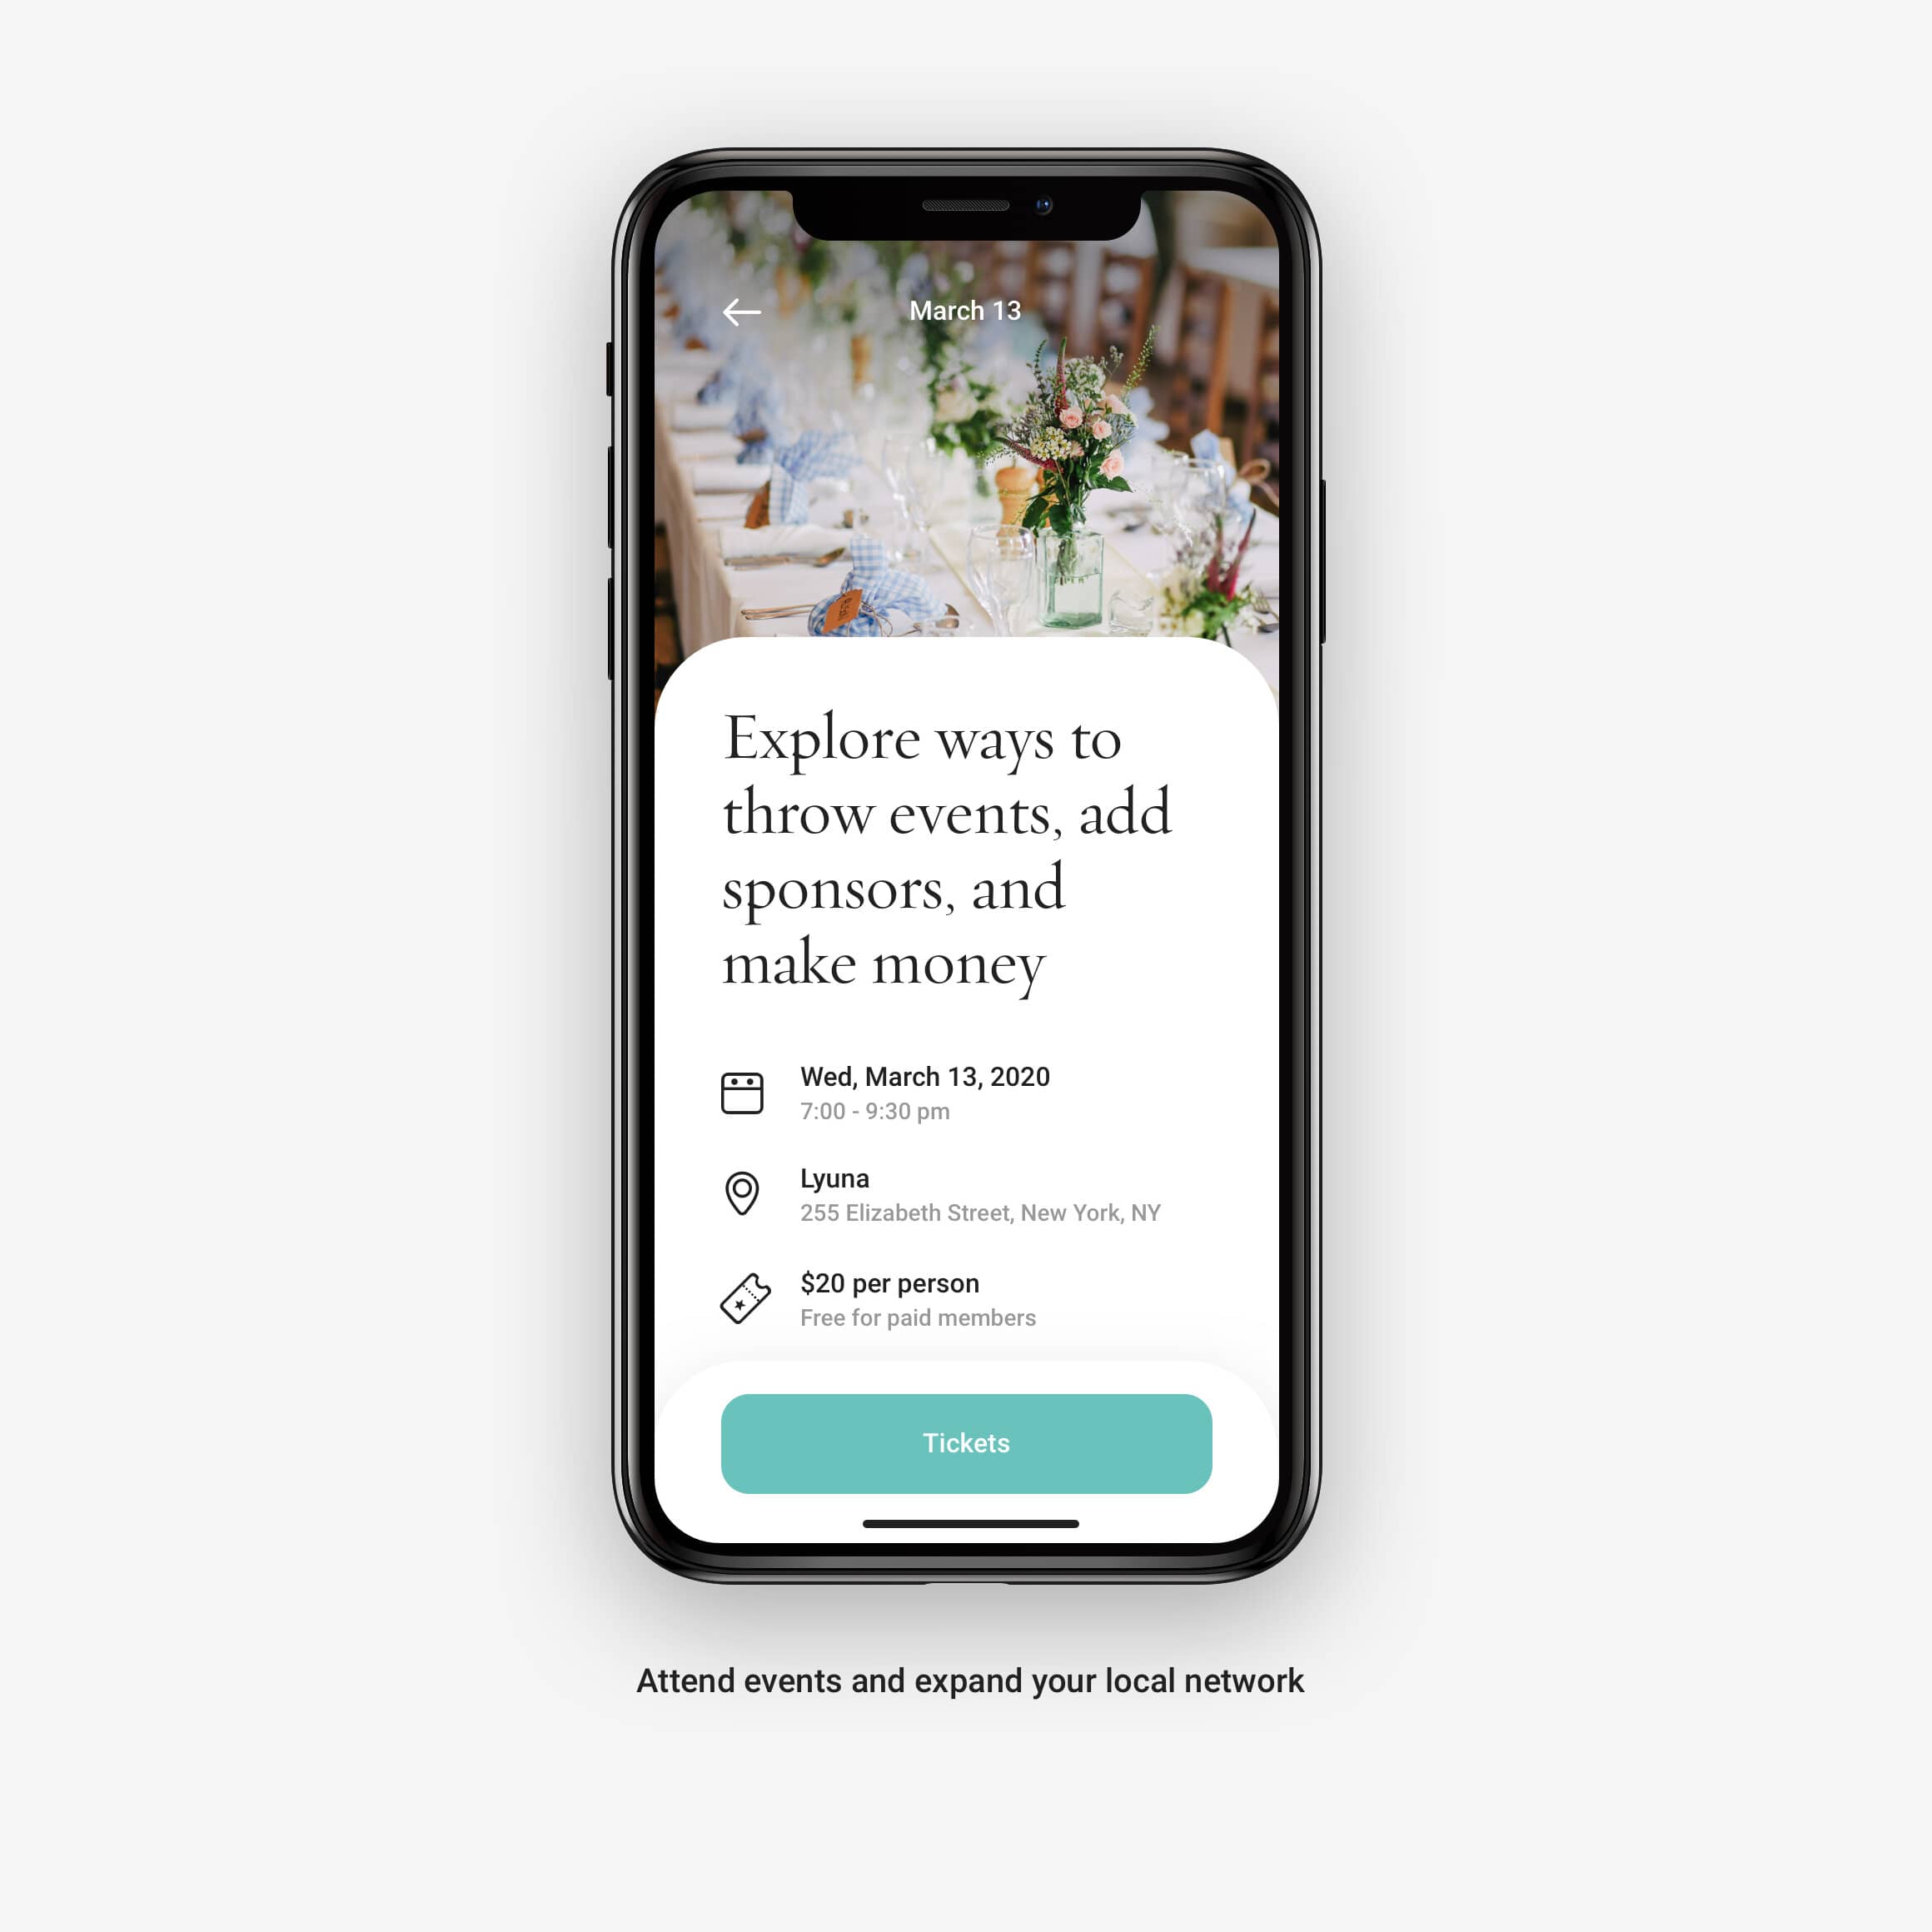 March 13
Explore ways to
throw events, add
sponsors, and
make money
Wed, March 13, 2020
7:00 - 9:30 pm
Lyuna
255 Elizabeth Street, New York, NY
$20 per person
Free for paid members
Tickets
Attend events and expand your local network